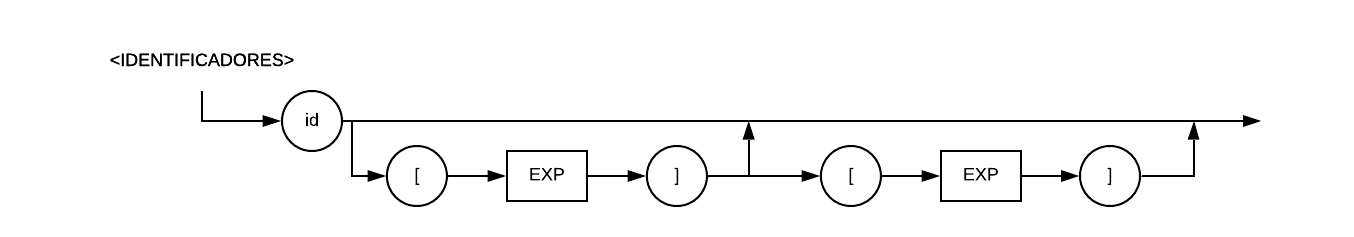 <IDENTIFICADORES>
id
[ EXP ] [ EXP ]